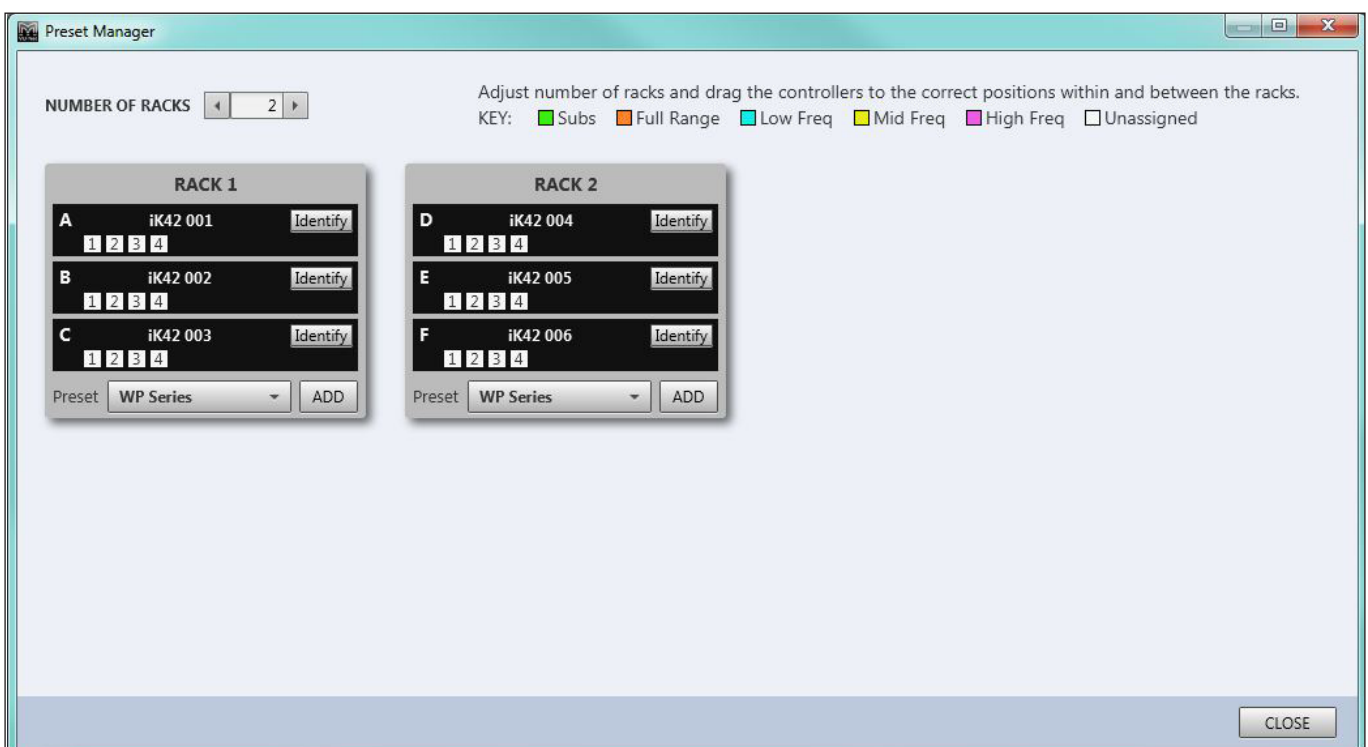 Preset Manager
NUMBER OF RACKS 2
Adjust number of racks and drag the controllers to the correct positions within and between the racks.
KEY: Subs Full Range Low Freq Mid Freq High Freq Unassigned
RACK 1
A iK42 001 Identify
1 2 3 4
B iK42 002 Identify
1 2 3 4
C iK42 003 Identify
1 2 3 4
Preset WP Series ADD
RACK 2
D iK42 004 Identify
1 2 3 4
E iK42 005 Identify
1 2 3 4
F iK42 006 Identify
1 2 3 4
Preset WP Series ADD
CLOSE